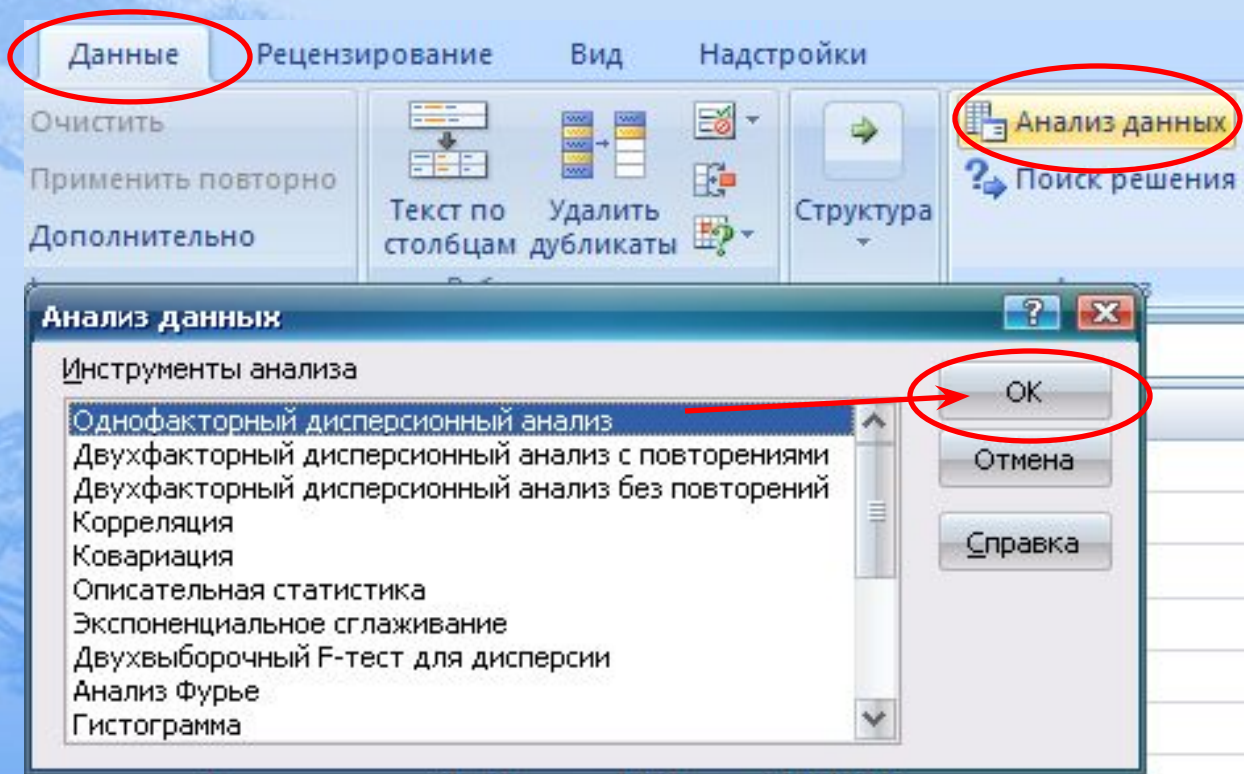 Данные Рецензирование Вид Надстройки
Очистить
Применить повторно
Дополнительно
Текст по столбцам
Удалить дубликаты
Структура
Анализ данных
Поиск решения
Анализ данных
Инструменты анализа
Однофакторный дисперсионный анализ
Двухфакторный дисперсионный анализ с повторениями
Двухфакторный дисперсионный анализ без повторений
Корреляция
Ковариация
Описательная статистика
Экспоненциальное сглаживание
Двухвыборочный F-тест для дисперсии
Анализ Фурье
Гистограмма
ОК
Отмена
Справка